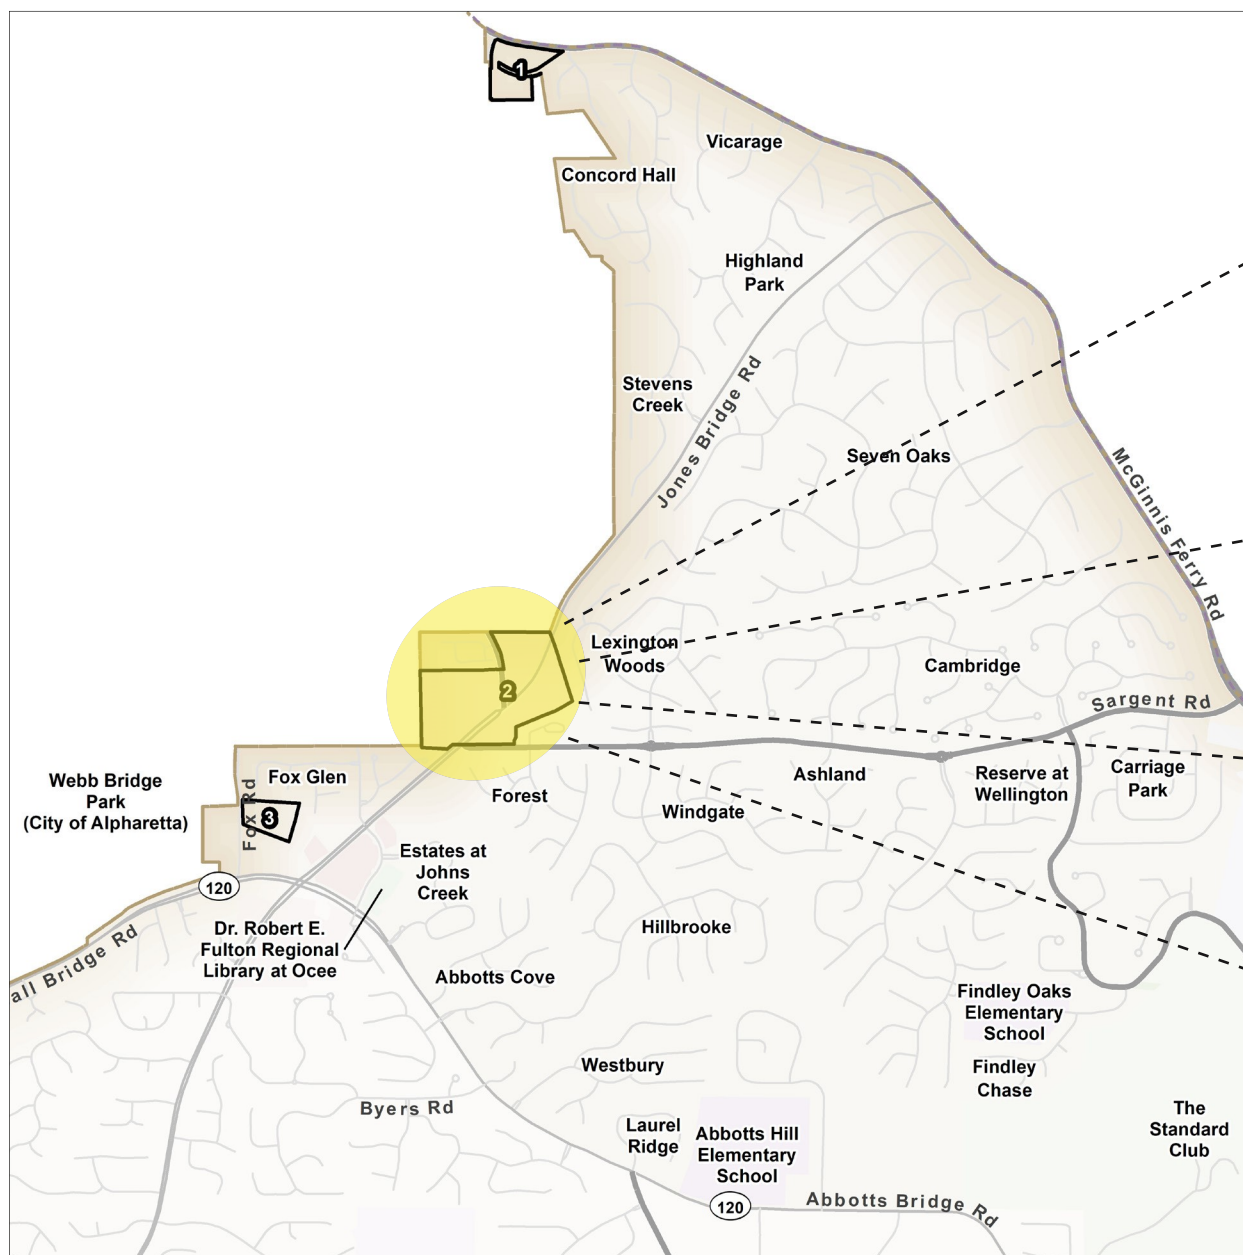 1
Vicarage
Concord Hall
Highland
Park
Stevens
Creek
Jones Bridge Rd
Seven Oaks
McGinnis Ferry Rd
Lexington
Woods
Cambridge
2
Sargent Rd
Webb Bridge
Park
(City of Alpharetta)
Fox Glen
Fox Rd
3
Forest
Ashland
Windgate
Reserve at
Wellington
Carriage
Park
Estates at
Johns
Creek
120
all Bridge Rd
Dr. Robert E.
Fulton Regional
Library at Ocee
Hillbrooke
Abbotts Cove
Findley Oaks
Elementary
School
Westbury
Findley
Chase
Byers Rd
Laurel
Ridge
Abbotts Hill
Elementary
School
The
Standard
Club
120
Abbotts Bridge Rd